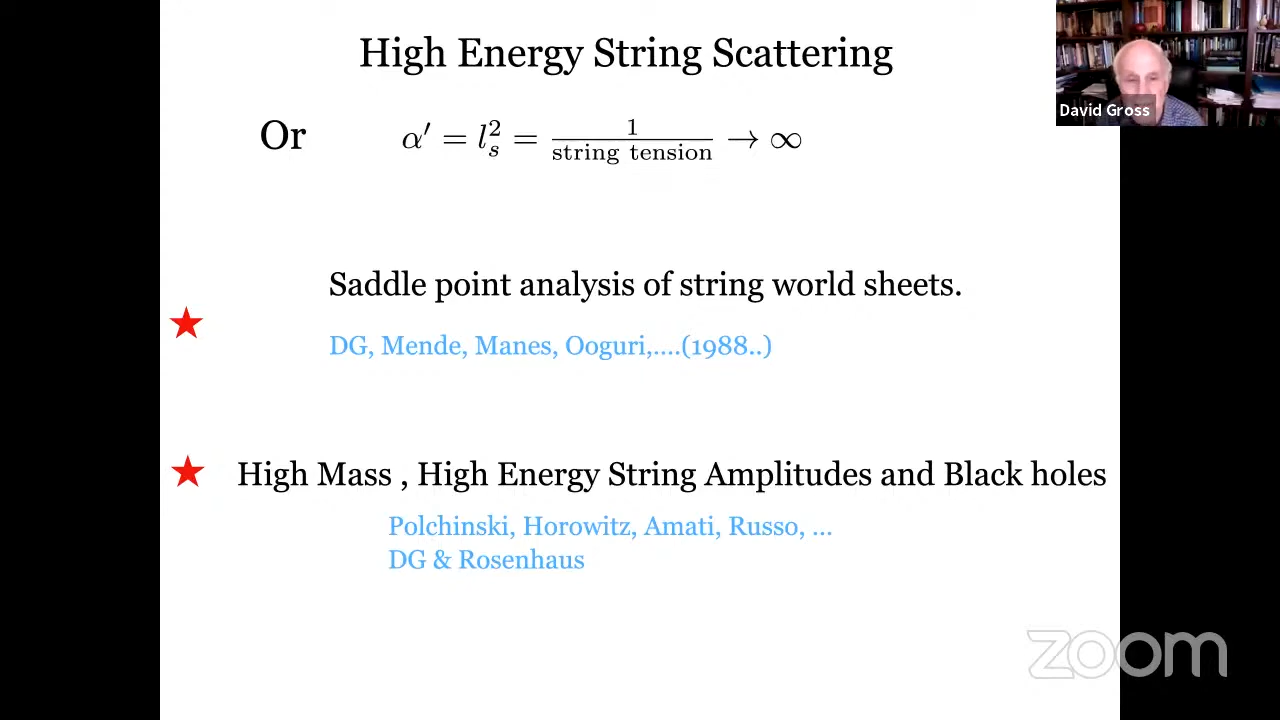 High Energy String Scattering
David Gross
Or α′ = l_s^2 = 1/string tension → ∞
Saddle point analysis of string world sheets.
DG, Mende, Manes, Ooguri,....(1988..)
High Mass , High Energy String Amplitudes and Black holes
Polchinski, Horowitz, Amati, Russo, ...
DG & Rosenhaus
zoom